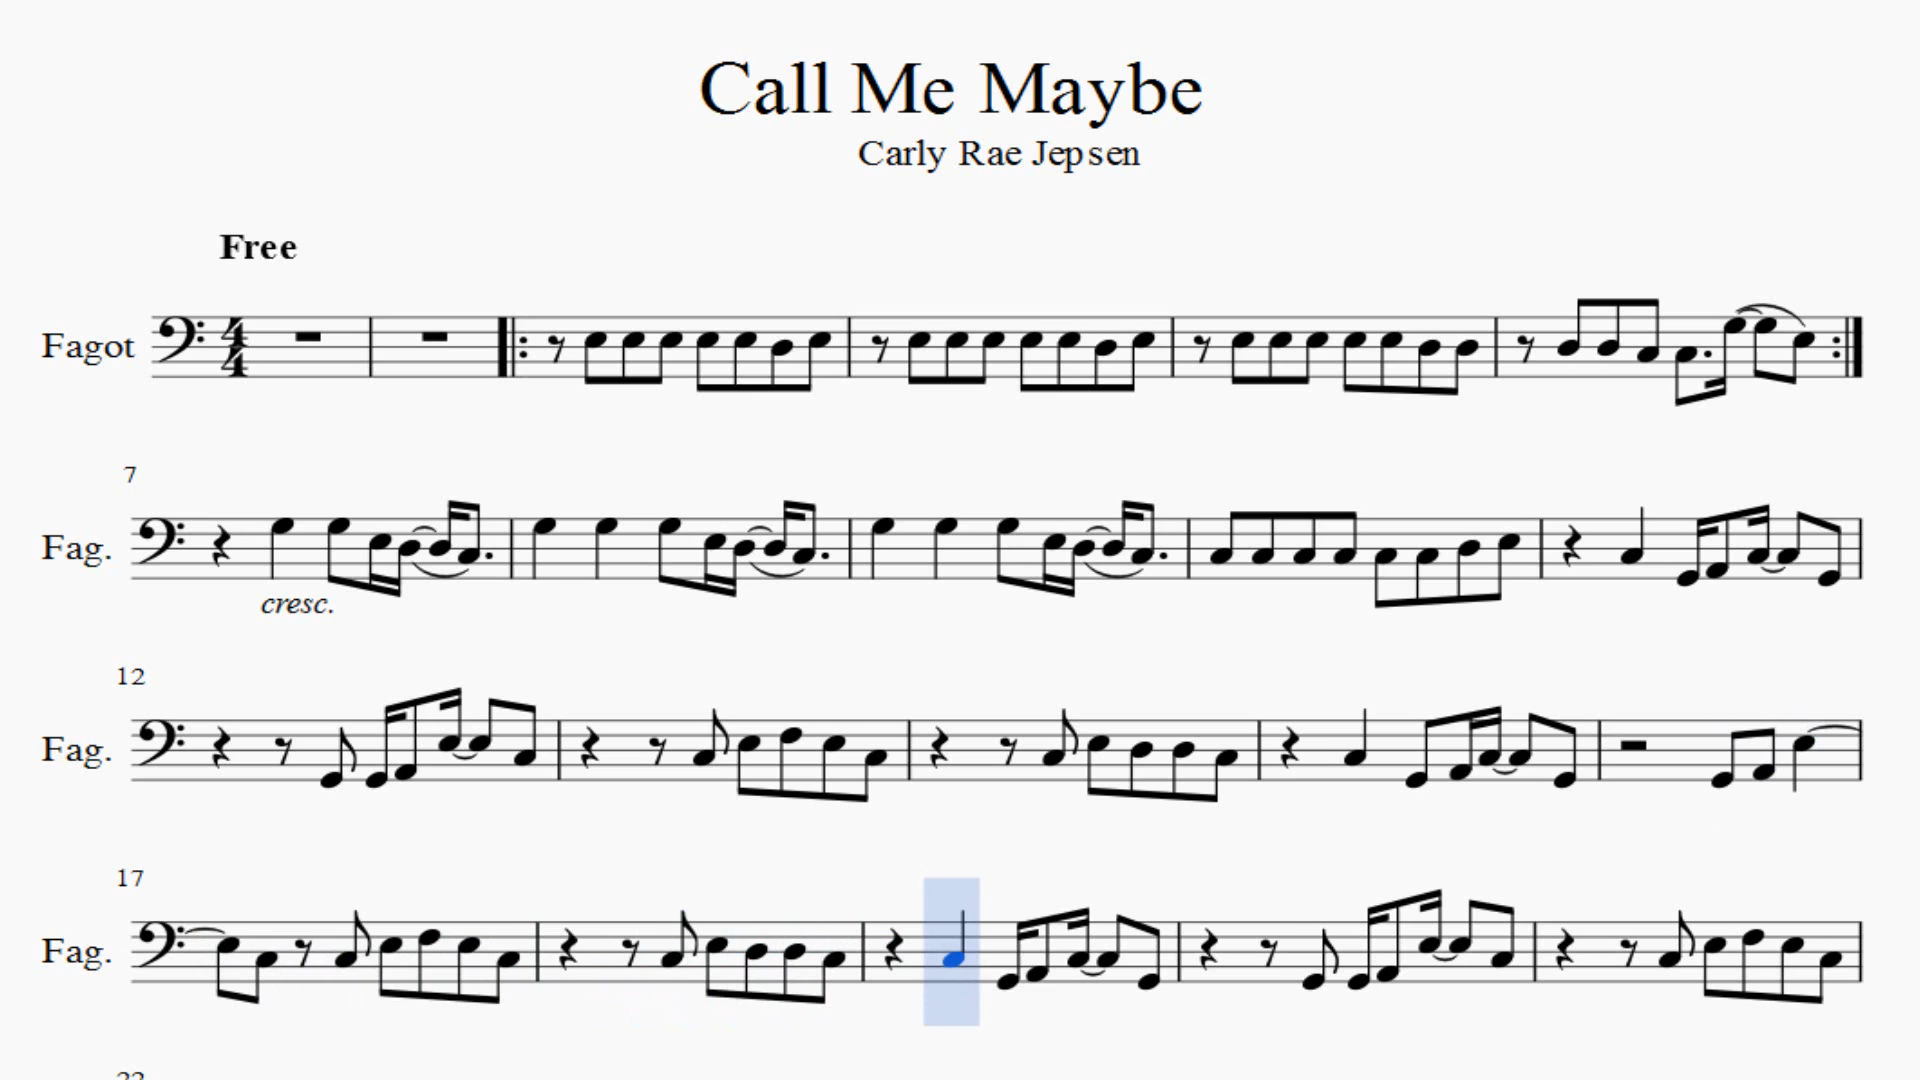 Call Me Maybe
Carly Rae Jepsen
Free
Fagot
7
Fag.
cresc.
12
Fag.
17
Fag.